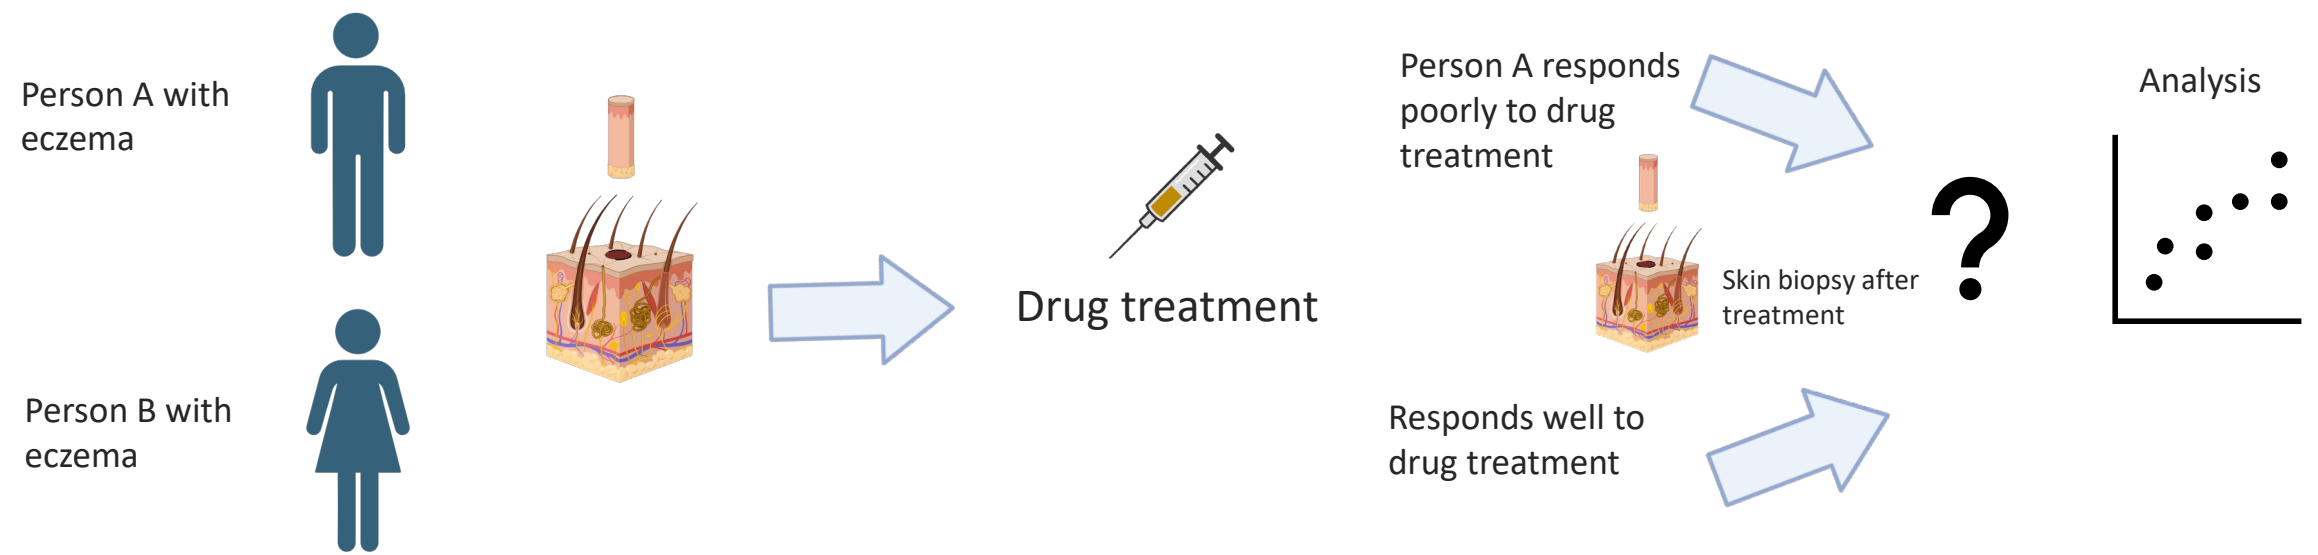 Person A with
eczema
Person B with
eczema
Drug treatment
Person A responds
poorly to drug
treatment
Skin biopsy after
treatment
Responds well to
drug treatment
?
Analysis